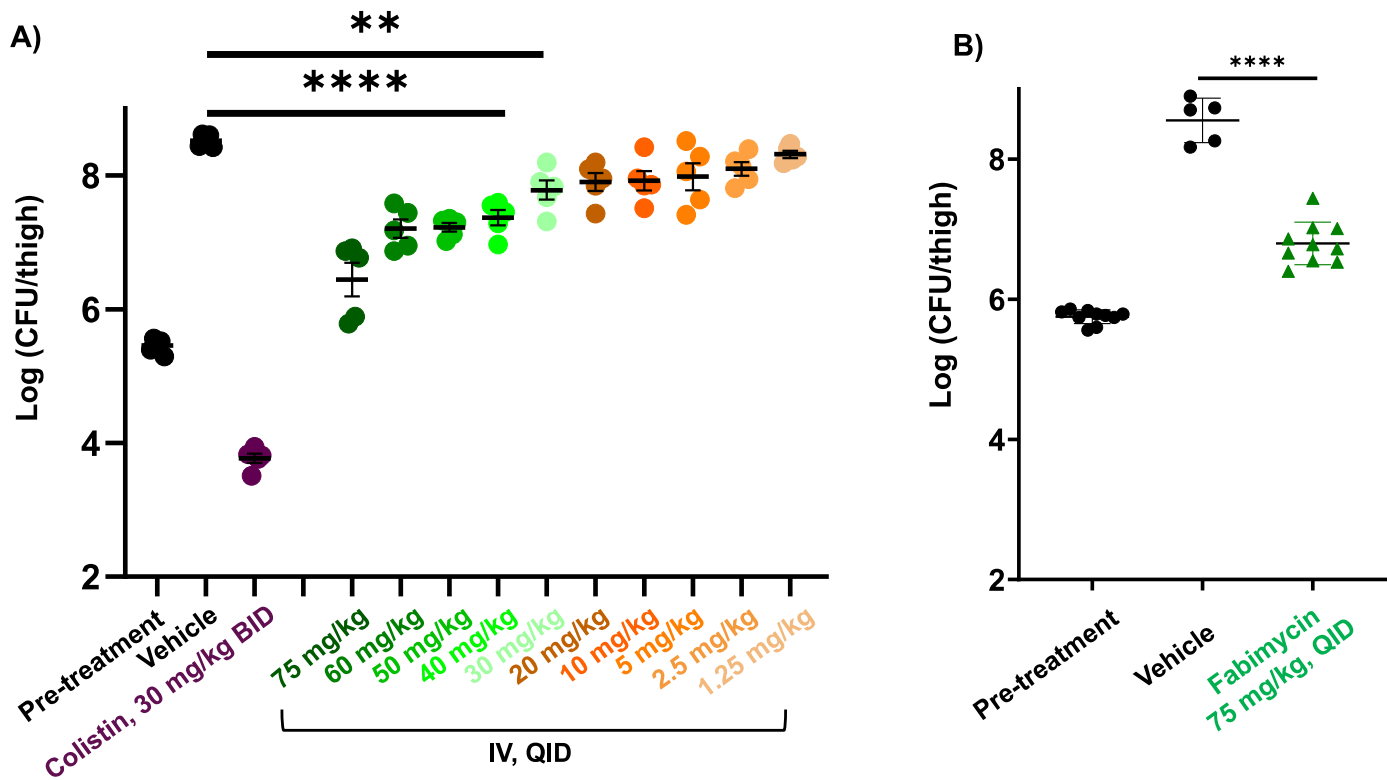 A)
**
****
Log (CFU/thigh)
8
6
4
2
Pre-treatment
Vehicle
Colistin, 30 mg/kg BID
75 mg/kg
60 mg/kg
50 mg/kg
40 mg/kg
30 mg/kg
20 mg/kg
10 mg/kg
5 mg/kg
2.5 mg/kg
1.25 mg/kg
IV, QID
B)
****
Log (CFU/thigh)
8
6
4
2
Pre-treatment
Vehicle
Fabimycin
75 mg/kg, QID